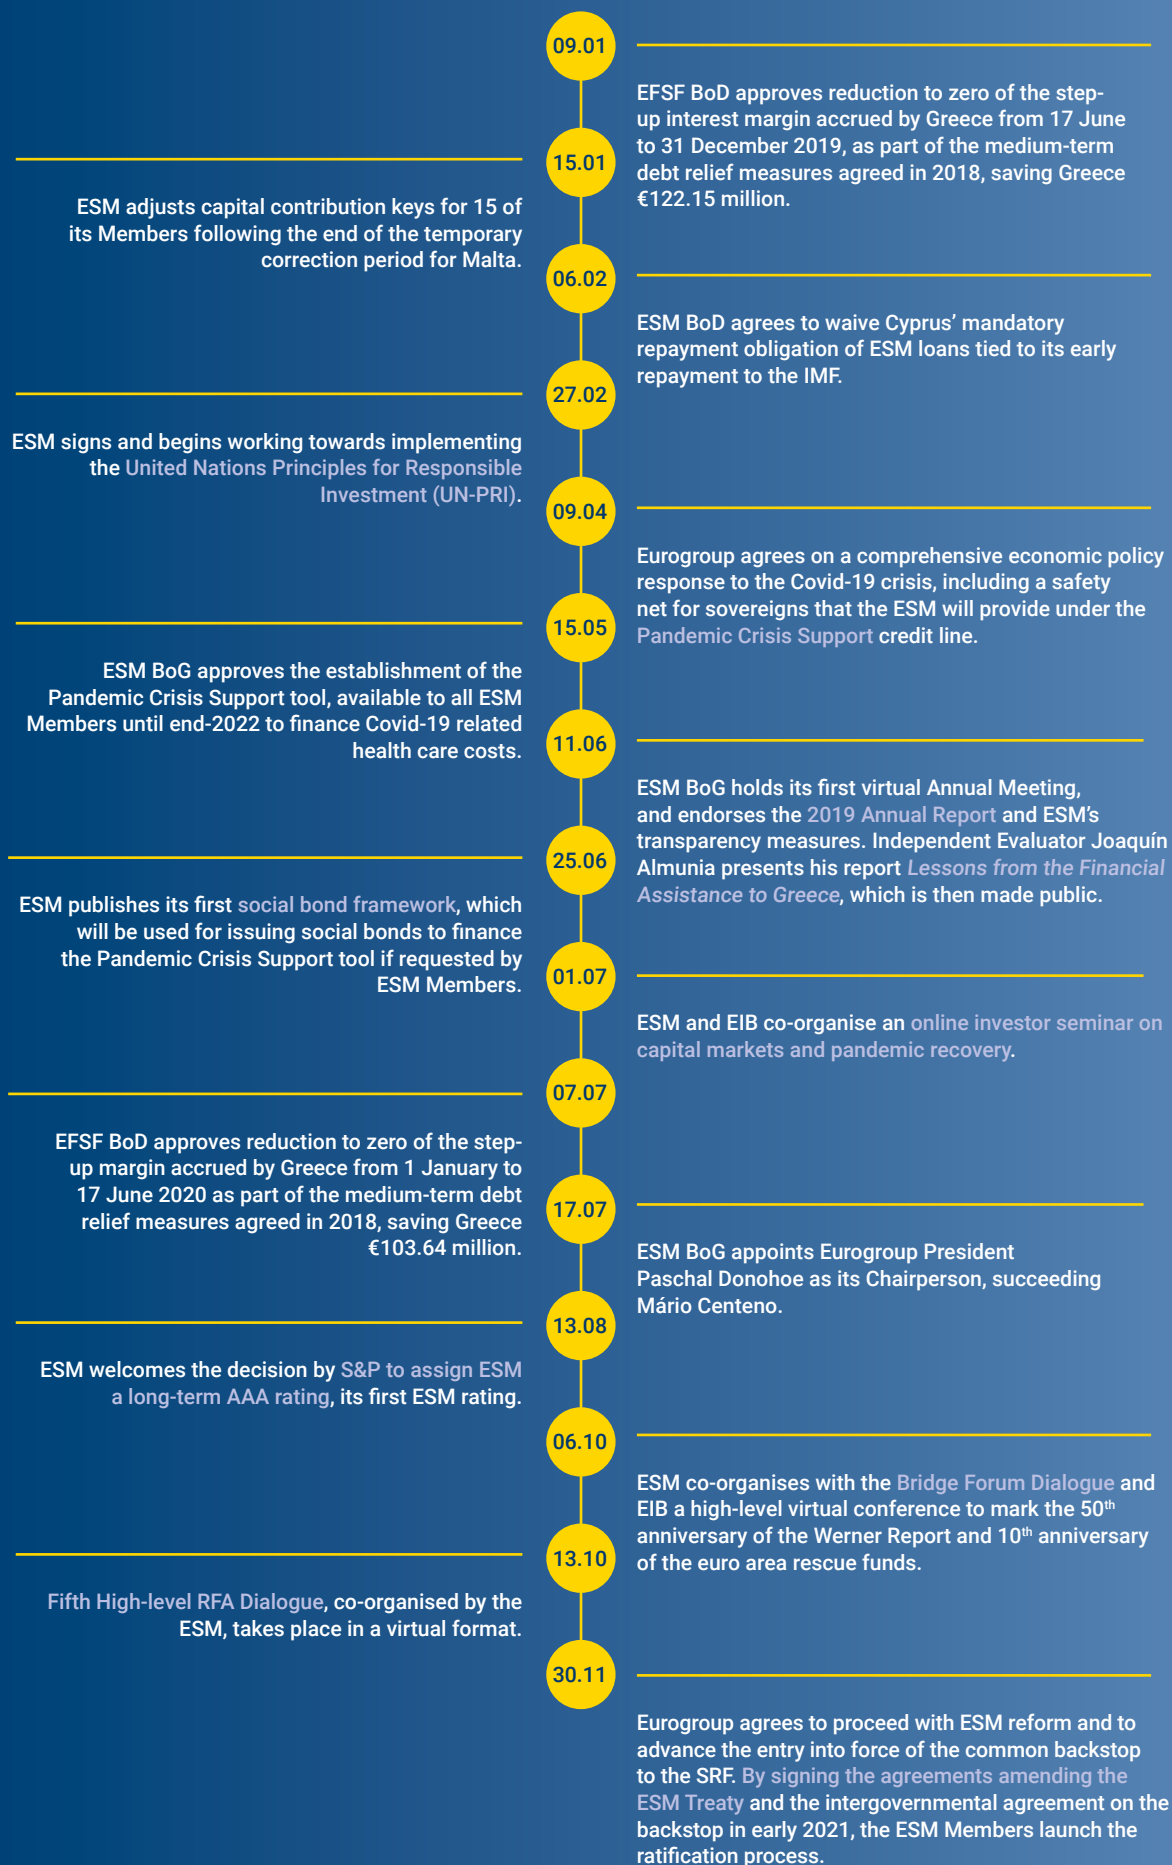 09.01
EFSF BoD approves reduction to zero of the step-
up interest margin accrued by Greece from 17 June
to 31 December 2019, as part of the medium-term
debt relief measures agreed in 2018, saving Greece
€122.15 million.
15.01
ESM adjusts capital contribution keys for 15 of
its Members following the end of the temporary
correction period for Malta.
06.02
ESM BoD agrees to waive Cyprus’ mandatory
repayment obligation of ESM loans tied to its early
repayment to the IMF.
27.02
ESM signs and begins working towards implementing
the United Nations Principles for Responsible
Investment (UN-PRI).
09.04
Eurogroup agrees on a comprehensive economic policy
response to the Covid-19 crisis, including a safety
net for sovereigns that the ESM will provide under the
Pandemic Crisis Support credit line.
15.05
ESM BoG approves the establishment of the
Pandemic Crisis Support tool, available to all ESM
Members until end-2022 to finance Covid-19 related
health care costs.
11.06
ESM BoG holds its first virtual Annual Meeting,
and endorses the 2019 Annual Report and ESM’s
transparency measures. Independent Evaluator Joaquín
Almunia presents his report Lessons from the Financial
Assistance to Greece, which is then made public.
25.06
ESM publishes its first social bond framework, which
will be used for issuing social bonds to finance
the Pandemic Crisis Support tool if requested by
ESM Members.
01.07
ESM and EIB co-organise an online investor seminar on
capital markets and pandemic recovery.
07.07
EFSF BoD approves reduction to zero of the step-
up margin accrued by Greece from 1 January to
17 June 2020 as part of the medium-term debt
relief measures agreed in 2018, saving Greece
€103.64 million.
17.07
ESM BoG appoints Eurogroup President
Paschal Donohoe as its Chairperson, succeeding
Mário Centeno.
13.08
ESM welcomes the decision by S&P to assign ESM
a long-term AAA rating, its first ESM rating.
06.10
ESM co-organises with the Bridge Forum Dialogue and
EIB a high-level virtual conference to mark the 50th
anniversary of the Werner Report and 10th anniversary
of the euro area rescue funds.
13.10
Fifth High-level RFA Dialogue, co-organised by the
ESM, takes place in a virtual format.
30.11
Eurogroup agrees to proceed with ESM reform and to
advance the entry into force of the common backstop
to the SRF. By signing the agreements amending the
ESM Treaty and the intergovernmental agreement on the
backstop in early 2021, the ESM Members launch the
ratification process.